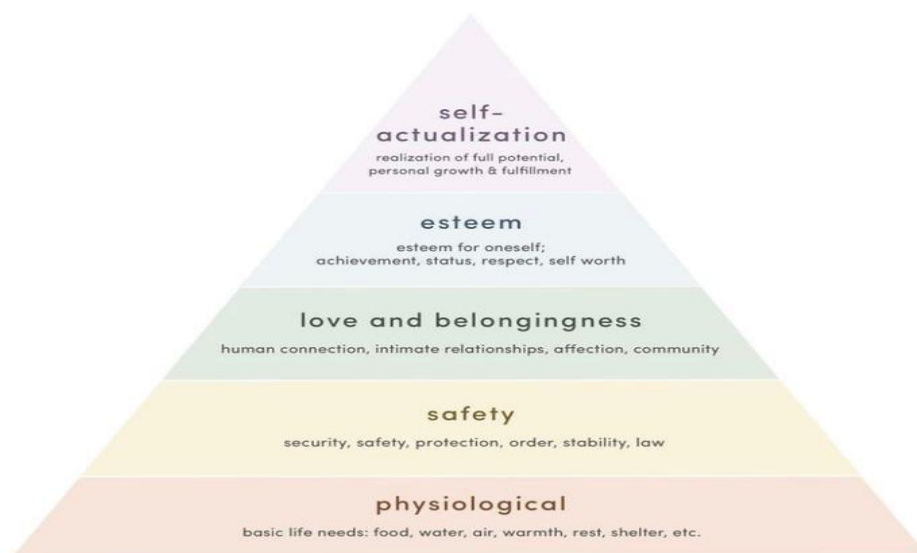 self-
actualization
realization of full potential,
personal growth & fulfillment
esteem
esteem for oneself;
achievement, status, respect, self worth
love and belongingness
human connection, intimate relationships, affection, community
safety
security, safety, protection, order, stability, law
physiological
basic life needs: food, water, air, warmth, rest, shelter, etc.